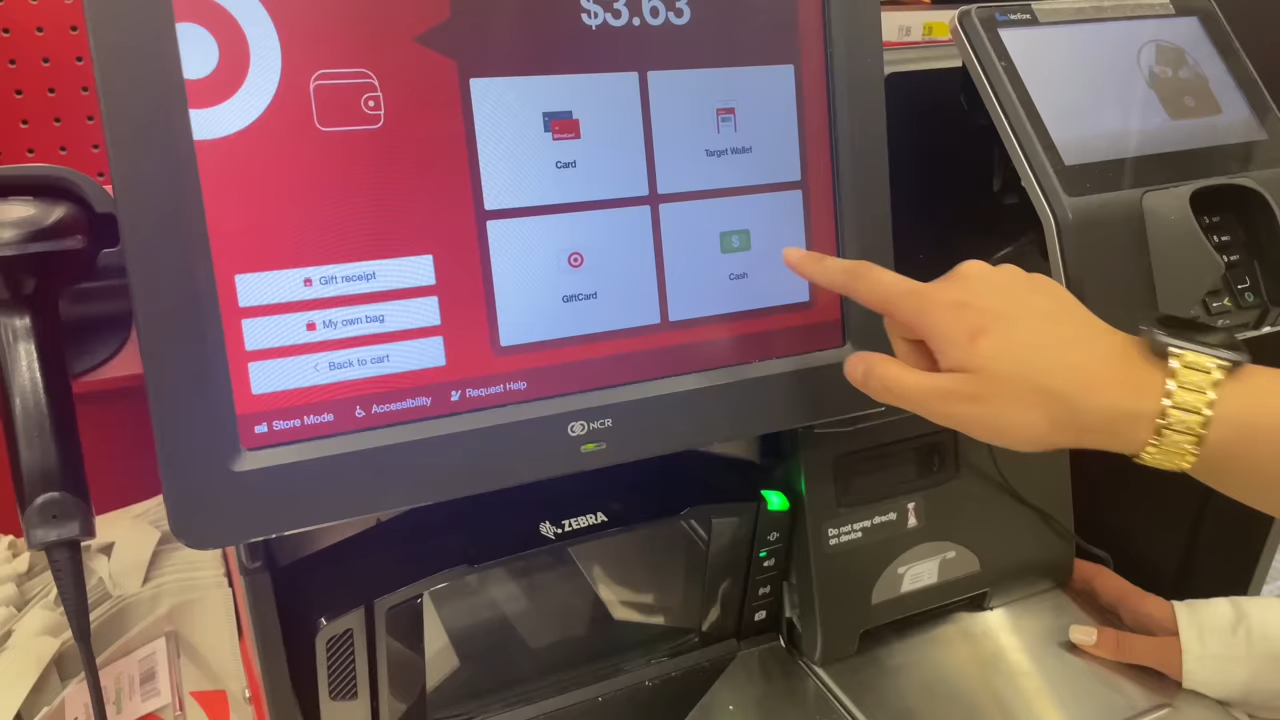 $3.63
VeriFone
Card
Target Wallet
Gift receipt
GiftCard
$
Cash
My own bag
Back to cart
Store Mode
Accessibility
Request Help
NCR
ZEBRA
Do not spray directly
on device